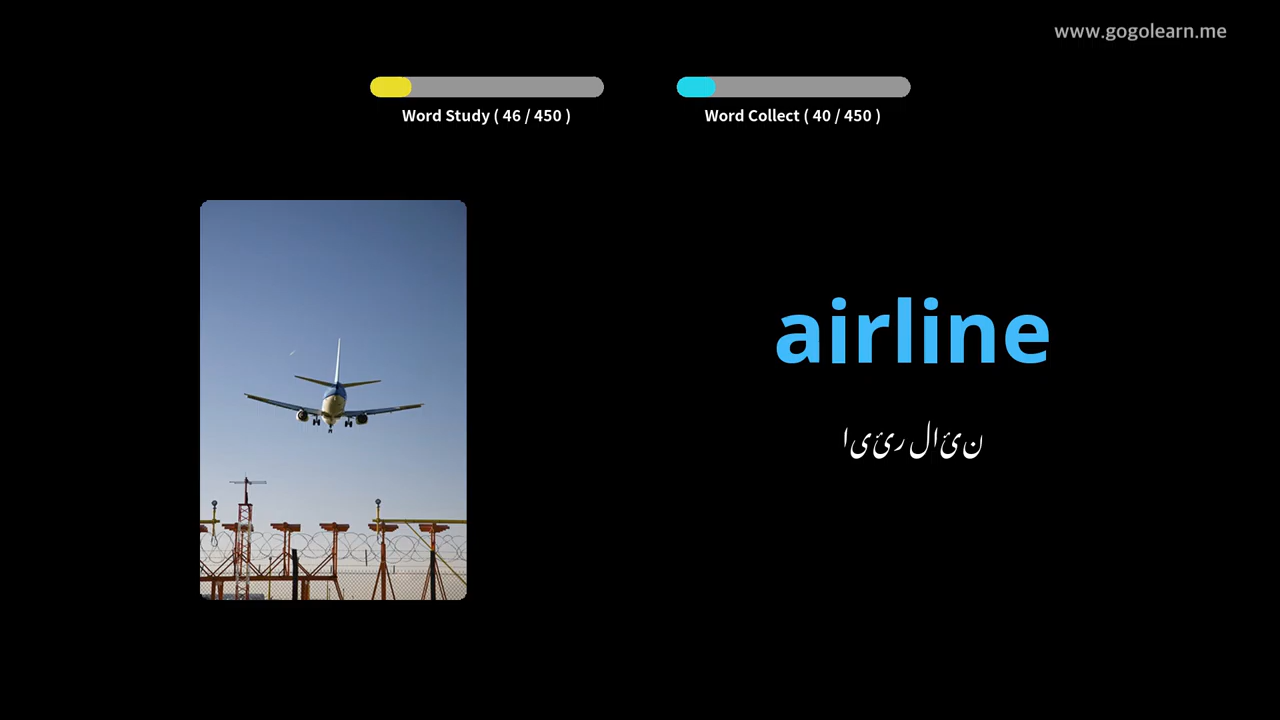 www.gogolearn.me
Word Study ( 46 / 450 )
Word Collect ( 40 / 450 )
airline
ایئر لائن